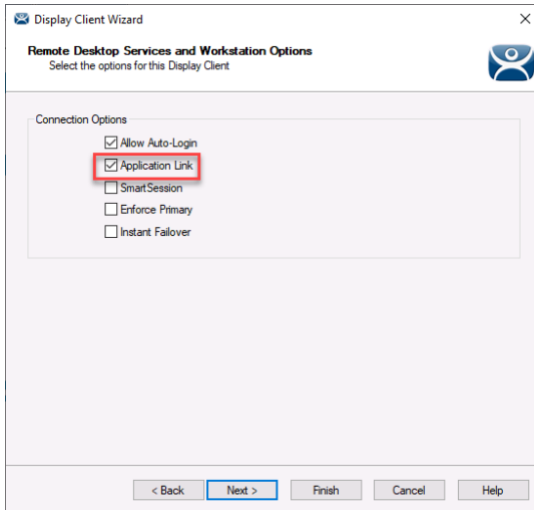 Display Client Wizard
Remote Desktop Services and Workstation Options
Select the options for this Display Client
Connection Options
Allow Auto-Login
Application Link
SmartSession
Enforce Primary
Instant Failover
< Back Next > Finish Cancel Help